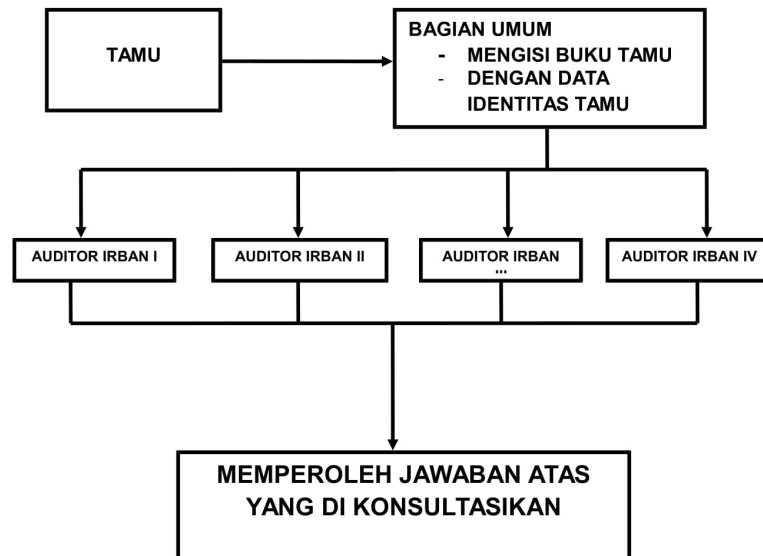 TAMU
BAGIAN UMUM
- MENGISI BUKU TAMU
- DENGAN DATA
IDENTITAS TAMU
AUDITOR IRBAN I
AUDITOR IRBAN II
AUDITOR IRBAN
...
AUDITOR IRBAN IV
MEMPEROLEH JAWABAN ATAS
YANG DI KONSULTASIKAN